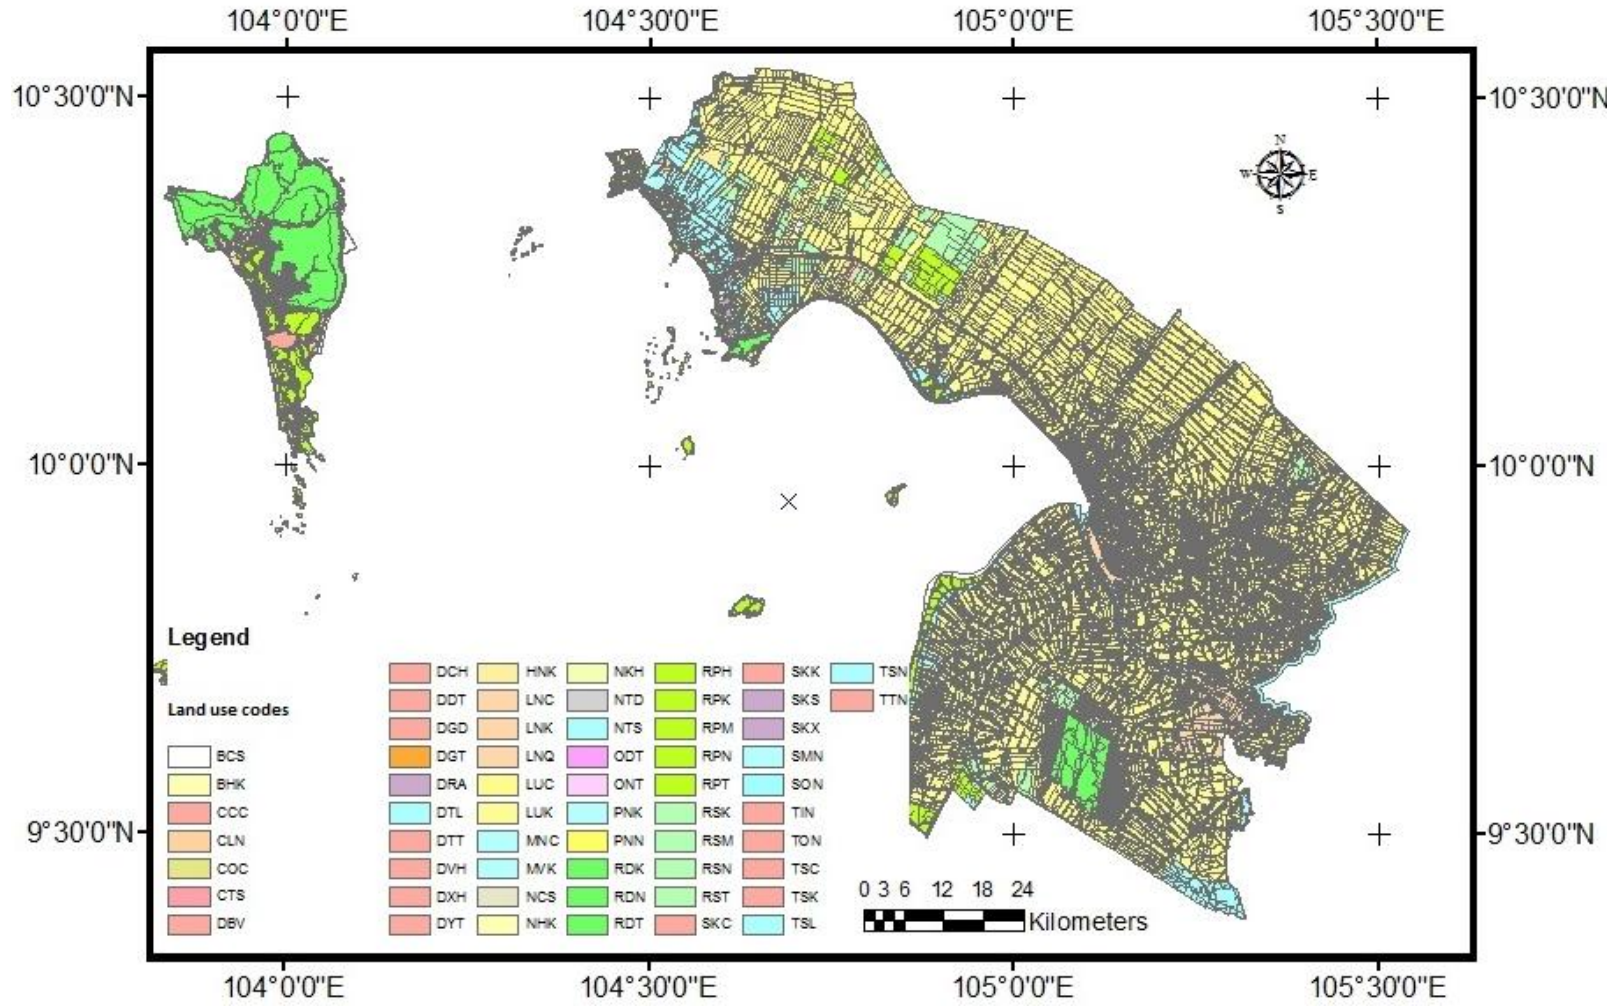 104°0'0"E 104°30'0"E 105°0'0"E 105°30'0"E
10°30'0"N 10°30'0"N
N
W E
S
10°0'0"N 10°0'0"N
Legend
Land use codes
DCH HNK NKH RPH SKK TSN
DDT LNC NTD RPK SKS TTN
DGD LNK NTS RPM SKX
BCS DGT LNQ ODT RPN SMN
BHK DRA LUC ONT RPT SON
CCC DTL LUK PNK RSK TIN
CLN DTT MNC PNN RSM TON
COC DVH MVK RDK RSN TSC
CTS DXH NCS RDN RST TSK
DBV DYT NHK RDT SKC TSL
9°30'0"N 9°30'0"N
0 3 6 12 18 24
Kilometers
104°0'0"E 104°30'0"E 105°0'0"E 105°30'0"E